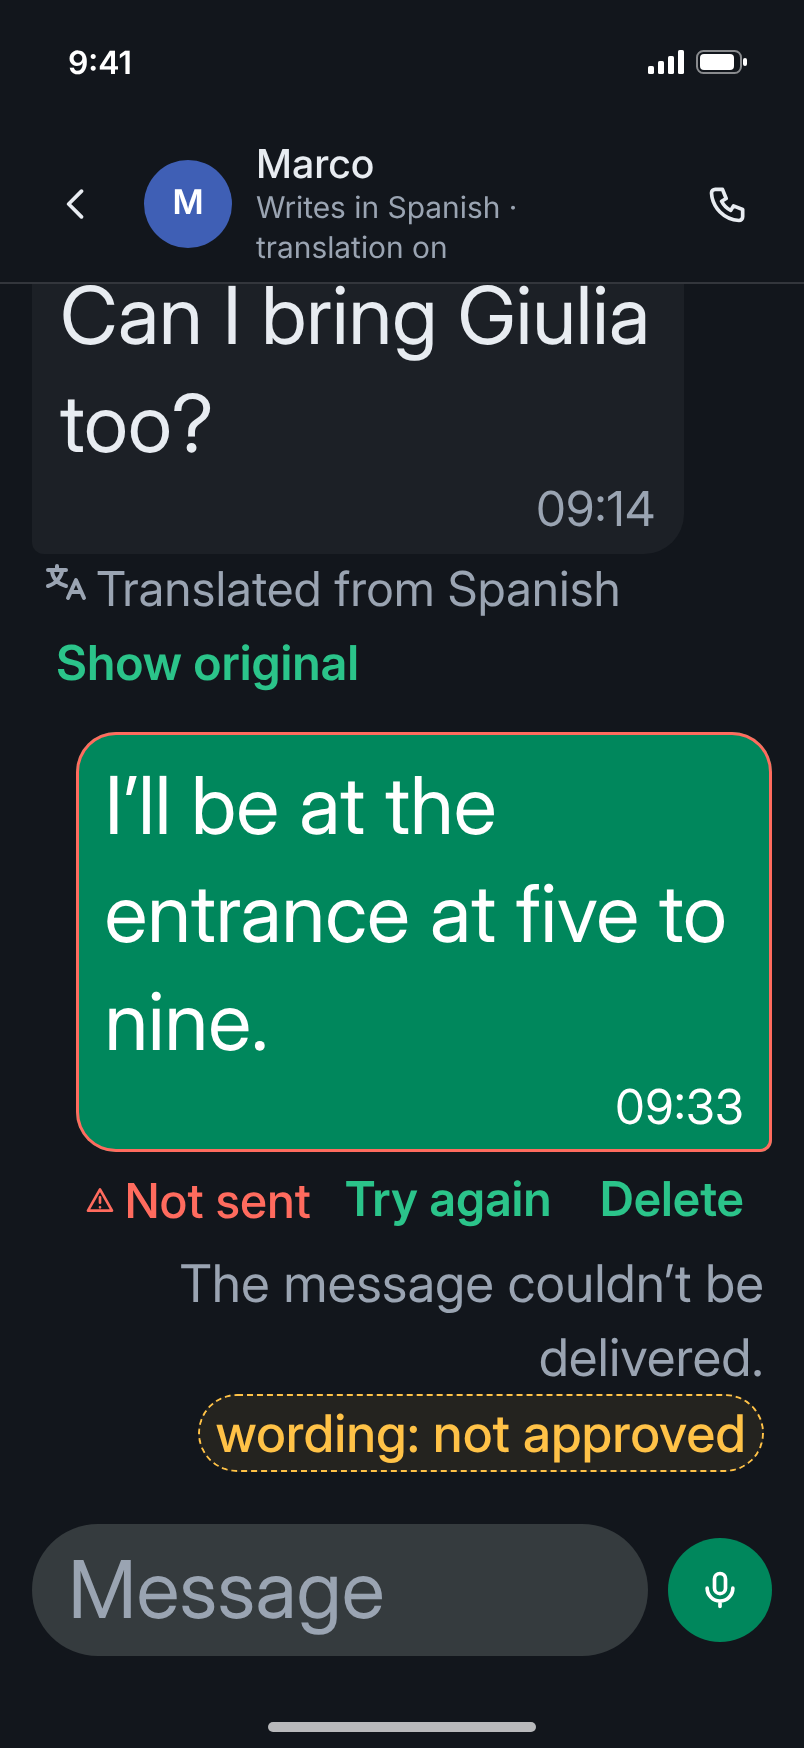 9:41
M
Marco
Writes in Spanish ·
translation on
Can I bring Giulia
too?
09:14
Translated from Spanish
Show original
I’ll be at the
entrance at five to
nine.
09:33
Not sent Try again Delete
The message couldn’t be
delivered.
wording: not approved
Message